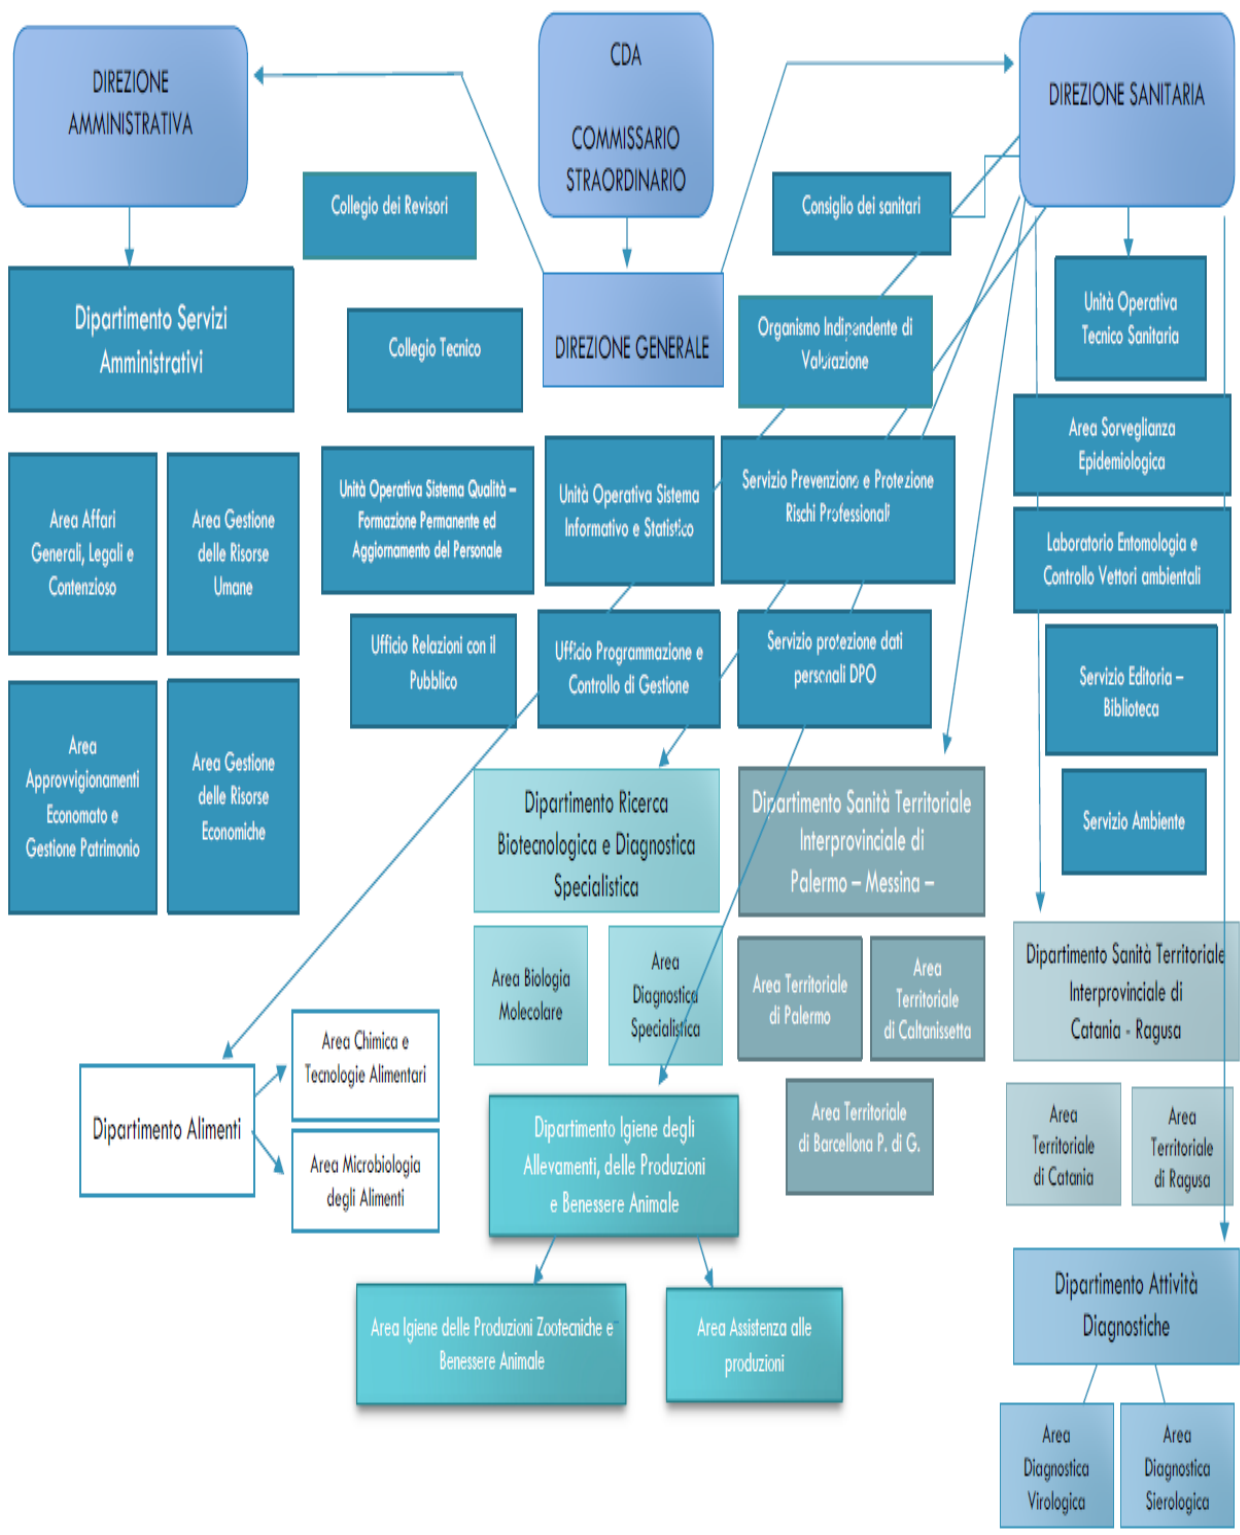 DIREZIONE
AMMINISTRATIVA
CDA
COMMISSARIO
STRAORDINARIO
DIREZIONE SANITARIA
Collegio dei Revisori
Consiglio dei sanitari
Dipartimento Servizi
Amministrativi
Collegio Tecnico
DIREZIONE GENERALE
Organismo Indipendente di
Valutazione
Unità Operativa
Tecnico Sanitaria
Area Sorveglianza
Epidemiologica
Area Affari
Generali, Legali e
Contenzioso
Area Gestione
delle Risorse
Umane
Unità Operativa Sistema Qualità –
Formazione Permanente ed
Aggiornamento del Personale
Unità Operativa Sistema
Informativo e Statistico
Servizio Prevenzione e Protezione
Rischi Professionali
Laboratorio Entomologia e
Controllo Vettori ambientali
Ufficio Relazioni con il
Pubblico
Ufficio Programmazione e
Controllo di Gestione
Servizio protezione dati
personali DPO
Servizio Editoria –
Biblioteca
Area
Approvvigionamenti
Economato e
Gestione Patrimonio
Area Gestione
delle Risorse
Economiche
Servizio Ambiente
Dipartimento Ricerca
Biotecnologica e Diagnostica
Specialistica
Dipartimento Sanità Territoriale
Interprovinciale di
Palermo – Messina –
Area Biologia
Molecolare
Area
Diagnostica
Specialistica
Area Territoriale
di Palermo
Area
Territoriale
di Caltanissetta
Dipartimento Sanità Territoriale
Interprovinciale di
Catania - Ragusa
Area Chimica e
Tecnologie Alimentari
Dipartimento Alimenti
Area Microbiologia
degli Alimenti
Dipartimento Igiene degli
Allevamenti, delle Produzioni
e Benessere Animale
Area Territoriale
di Barcellona P. di G.
Area
Territoriale
di Catania
Area
Territoriale
di Ragusa
Area Igiene delle Produzioni Zootecniche e
Benessere Animale
Area Assistenza alle
produzioni
Dipartimento Attività
Diagnostiche
Area
Diagnostica
Virologica
Area
Diagnostica
Sierologica